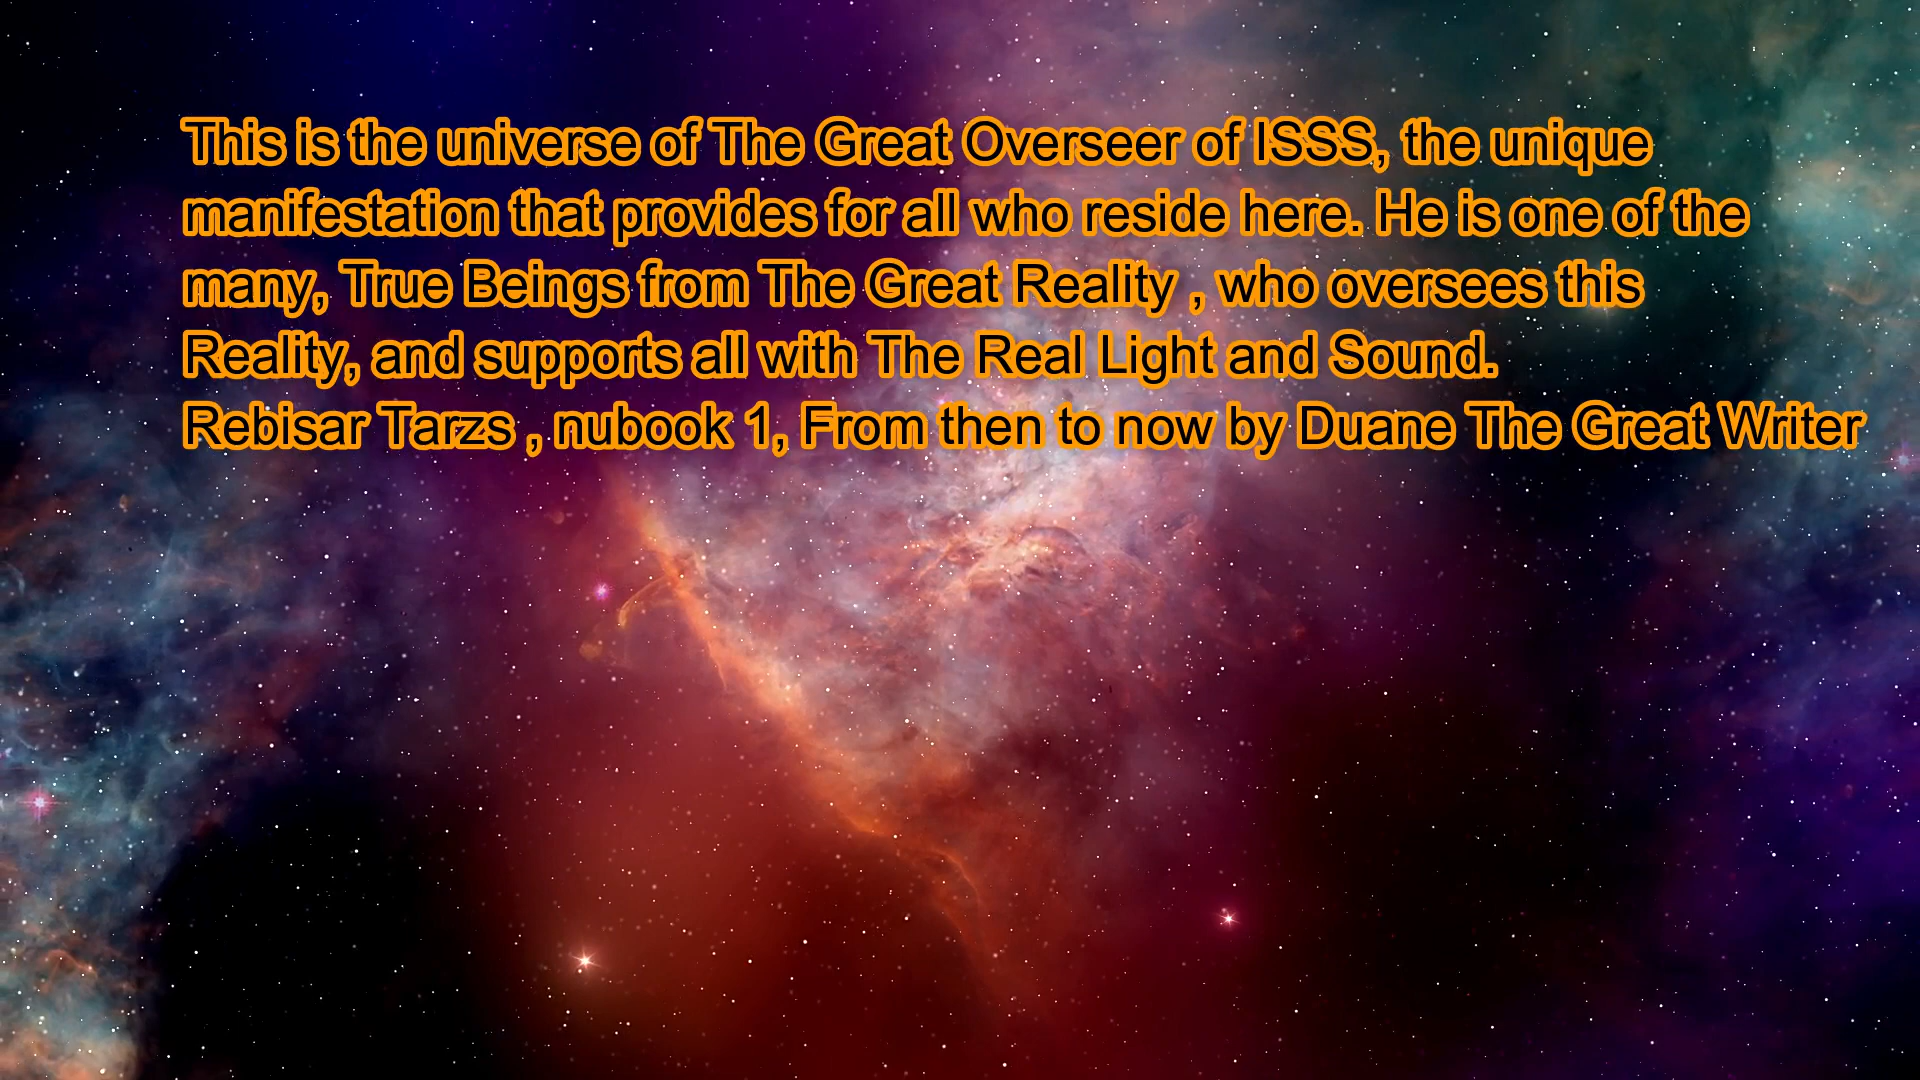 This is the universe of The Great Overseer of ISSS, the unique
manifestation that provides for all who reside here. He is one of the
many, True Beings from The Great Reality , who oversees this
Reality, and supports all with The Real Light and Sound.
Rebisar Tarzs , nubook 1, From then to now by Duane The Great Writer